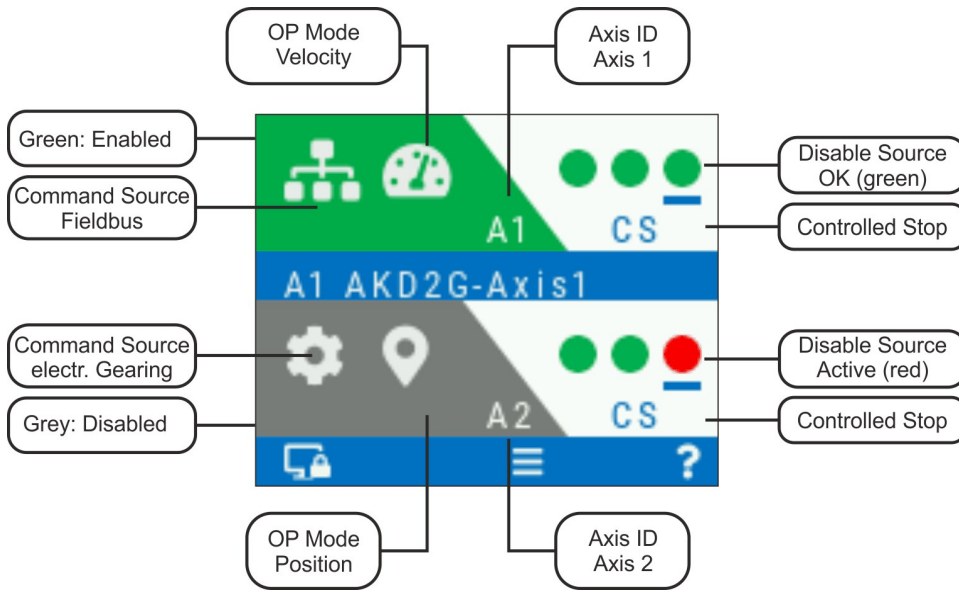 OP Mode
Velocity
Axis ID
Axis 1
Green: Enabled
Command Source
Fieldbus
Disable Source
OK (green)
Controlled Stop
A1
CS
A1 AKD2G-Axis1
Command Source
electr. Gearing
Grey: Disabled
Disable Source
Active (red)
Controlled Stop
A2
CS
?
OP Mode
Position
Axis ID
Axis 2